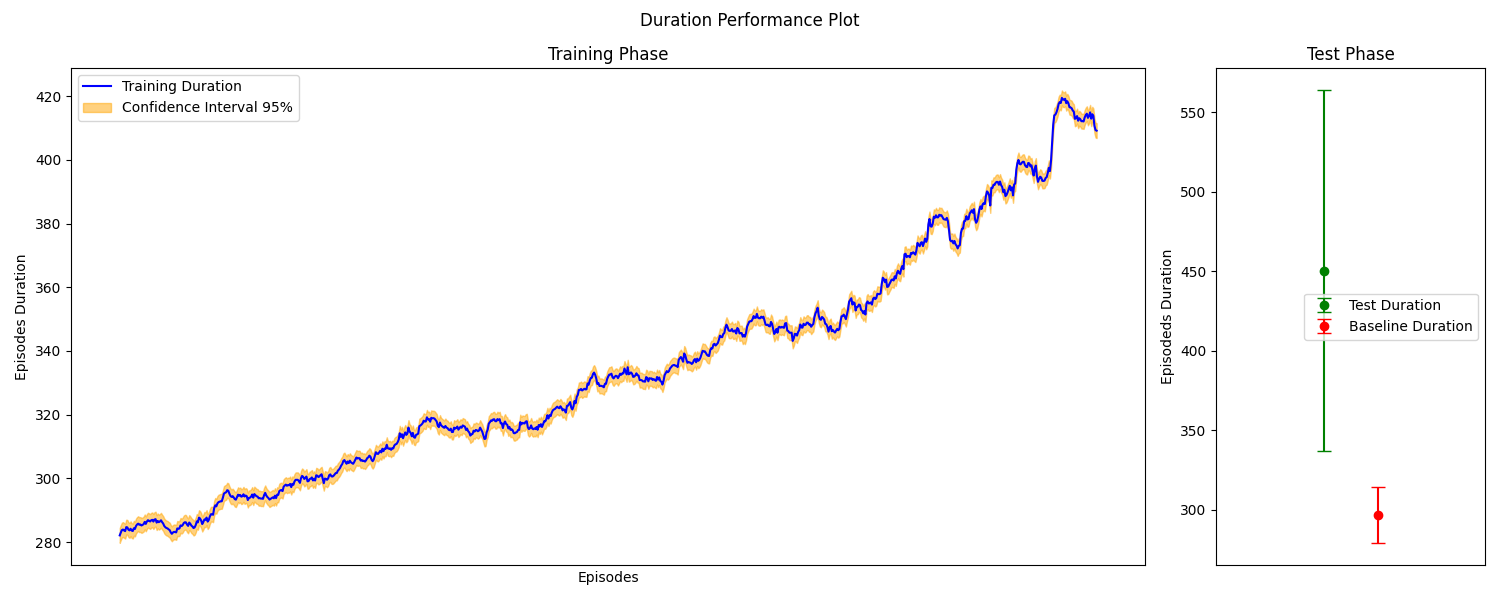 Duration Performance Plot
Training Phase
Training Duration
Confidence Interval 95%
Episodes Duration
420
400
380
360
340
320
300
280
Episodes
Test Phase
Episodeds Duration
550
500
450
400
350
300
Test Duration
Baseline Duration